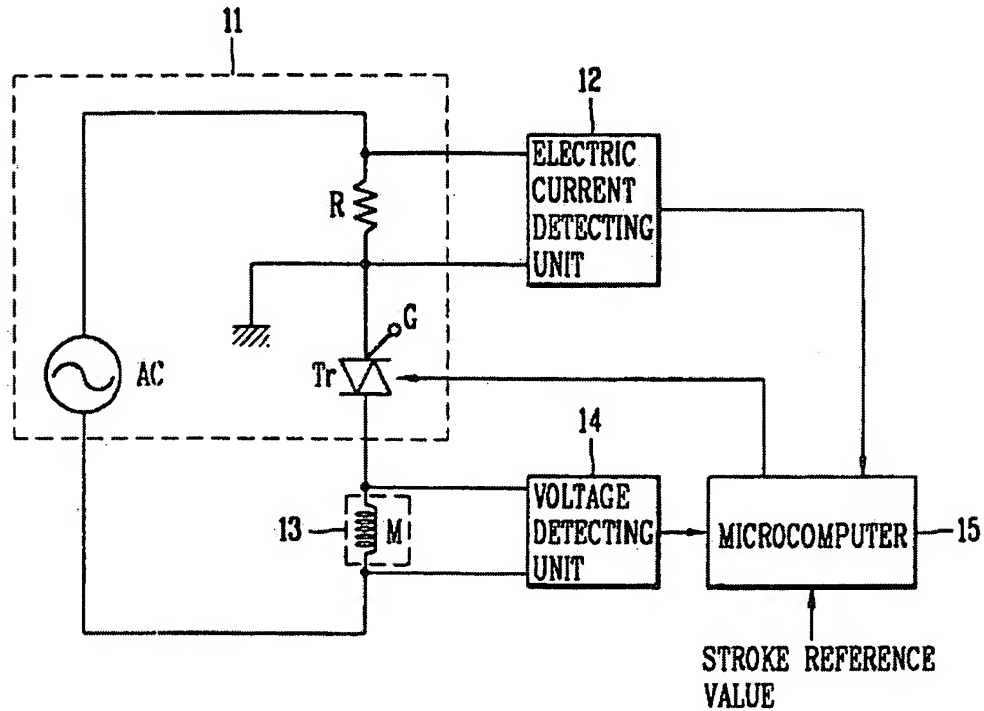 11
12
ELECTRIC
CURRENT
DETECTING
UNIT
R
G
AC
Tr
14
13
M
VOLTAGE
DETECTING
UNIT
MICROCOMPUTER
15
STROKE REFERENCE
VALUE